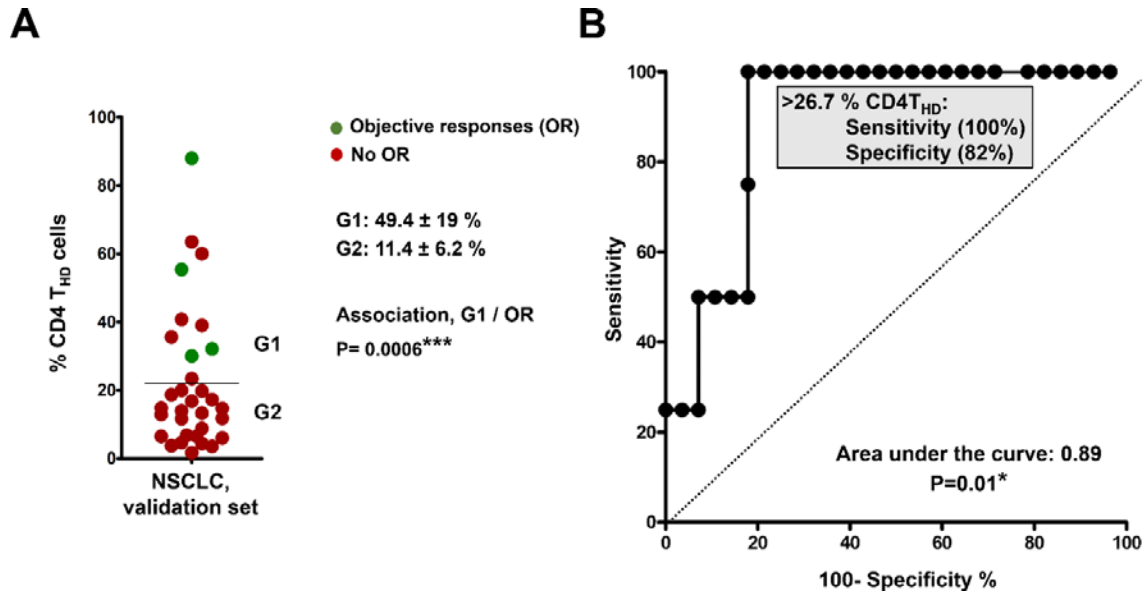 A
100
80
60
40
20
0
% CD4 T_HD cells
G1
G2
NSCLC,
validation set
Objective responses (OR)
No OR
G1: 49.4 ± 19 %
G2: 11.4 ± 6.2 %
Association, G1 / OR
P= 0.0006***
B
100
80
60
40
20
0
Sensitivity
>26.7 % CD4T_HD:
Sensitivity (100%)
Specificity (82%)
Area under the curve: 0.89
P=0.01*
0 20 40 60 80 100
100- Specificity %